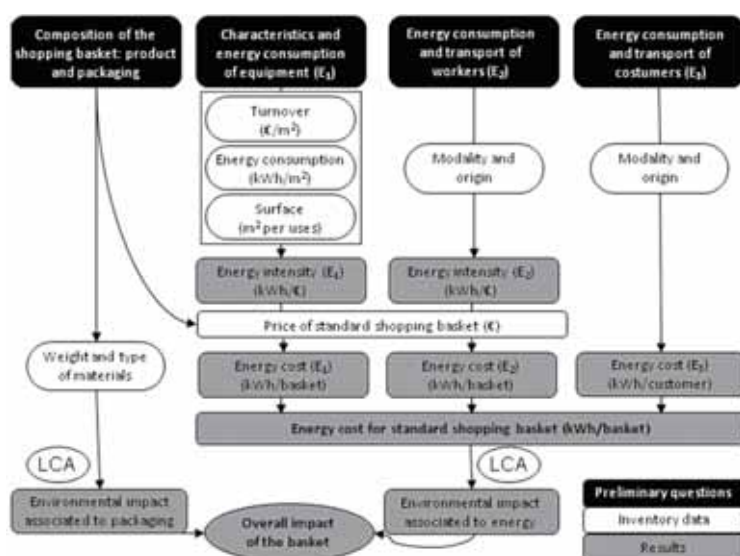 Composition of the
shopping basket: product
and packaging
Characteristics and
energy consumption
of equipment (E₁)
Energy consumption
and transport of
workers (E₂)
Energy consumption
and transport of
costumers (E₃)
Turnover
(€/m²)
Energy consumption
(kWh/m²)
Surface
(m² per uses)
Modality and
origin
Modality and
origin
Energy intensity (E₁)
(kWh/€)
Energy intensity (E₂)
(kWh/€)
Price of standard shopping basket (€)
Weight and type
of materials
Energy cost (E₁)
(kWh/basket)
Energy cost (E₂)
(kWh/basket)
Energy cost (E₃)
(kWh/customer)
Energy cost for standard shopping basket (kWh/basket)
LCA
LCA
Environmental impact
associated to packaging
Overall impact
of the basket
Environmental impact
associated to energy
Preliminary questions
Inventory data
Results